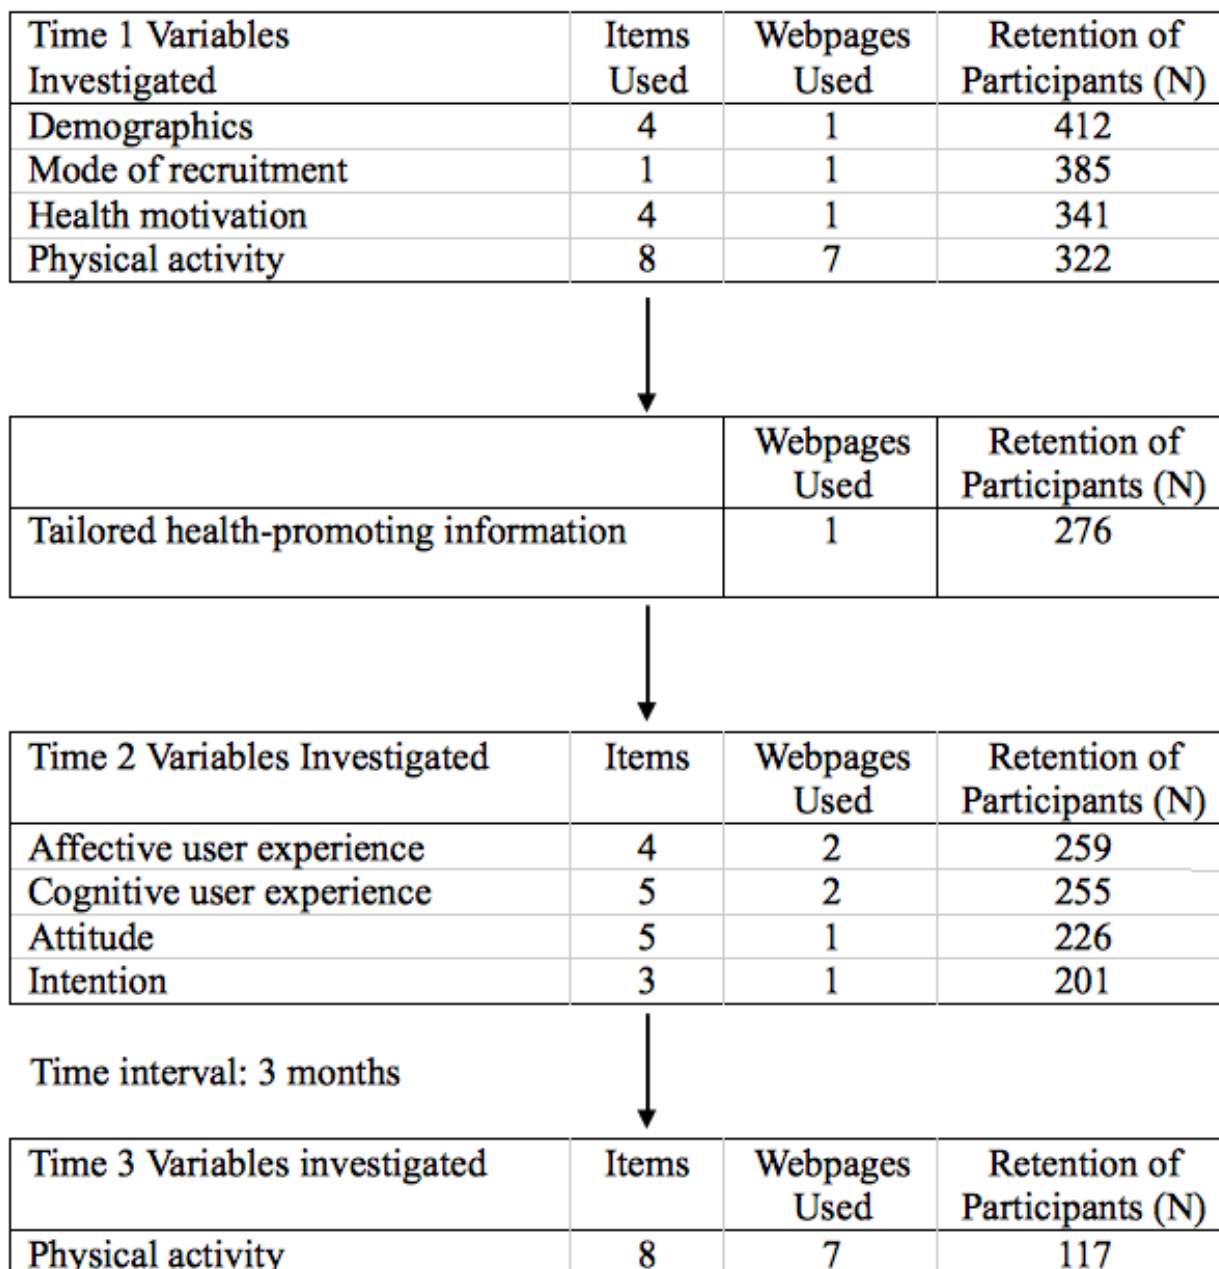 Time 1 Variables Investigated Items Used Webpages Used Retention of Participants (N)
Demographics 4 1 412
Mode of recruitment 1 1 385
Health motivation 4 1 341
Physical activity 8 7 322
Webpages Used Retention of Participants (N)
Tailored health-promoting information 1 276
Time 2 Variables Investigated Items Webpages Used Retention of Participants (N)
Affective user experience 4 2 259
Cognitive user experience 5 2 255
Attitude 5 1 226
Intention 3 1 201
Time interval: 3 months
Time 3 Variables investigated Items Webpages Used Retention of Participants (N)
Physical activity 8 7 117